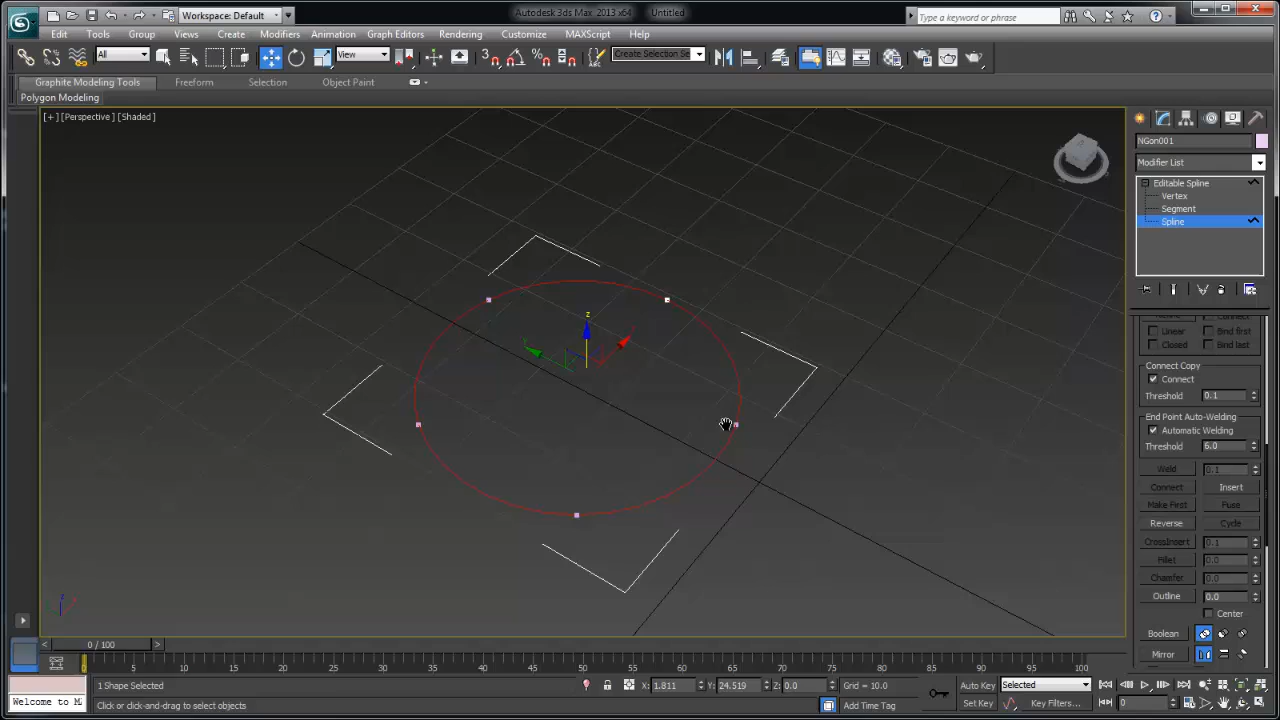 Workspace: Default
Autodesk 3ds Max 2013 x64 Untitled
Type a keyword or phrase
Edit Tools Group Views Create Modifiers Animation Graph Editors Rendering Customize MAXScript Help
All
View
3
Create Selection Se
Graphite Modeling Tools Freeform Selection Object Paint
Polygon Modeling
[+] [Perspective] [Shaded]
NGon001
Modifier List
Editable Spline
Vertex
Segment
Spline
z
Connect
Linear Bind first
Closed Bind last
Connect Copy
Connect
Threshold 0.1
End Point Auto-Welding
Automatic Welding
Threshold 6.0
Weld 0.1
Connect Insert
Make First Fuse
Reverse Cycle
CrossInsert 0.1
Fillet 0.0
Chamfer 0.0
Outline 0.0
Center
Boolean
Mirror
z
< 0 / 100 >
0 5 10 15 20 25 30 35 40 45 50 55 60 65 70 75 80 85 90 95 100
1 Shape Selected X: 1.811 Y: 24.519 Z: 0.0 Grid = 10.0 Auto Key Selected
Welcome to M
Click or click-and-drag to select objects Add Time Tag Set Key Key Filters... 0